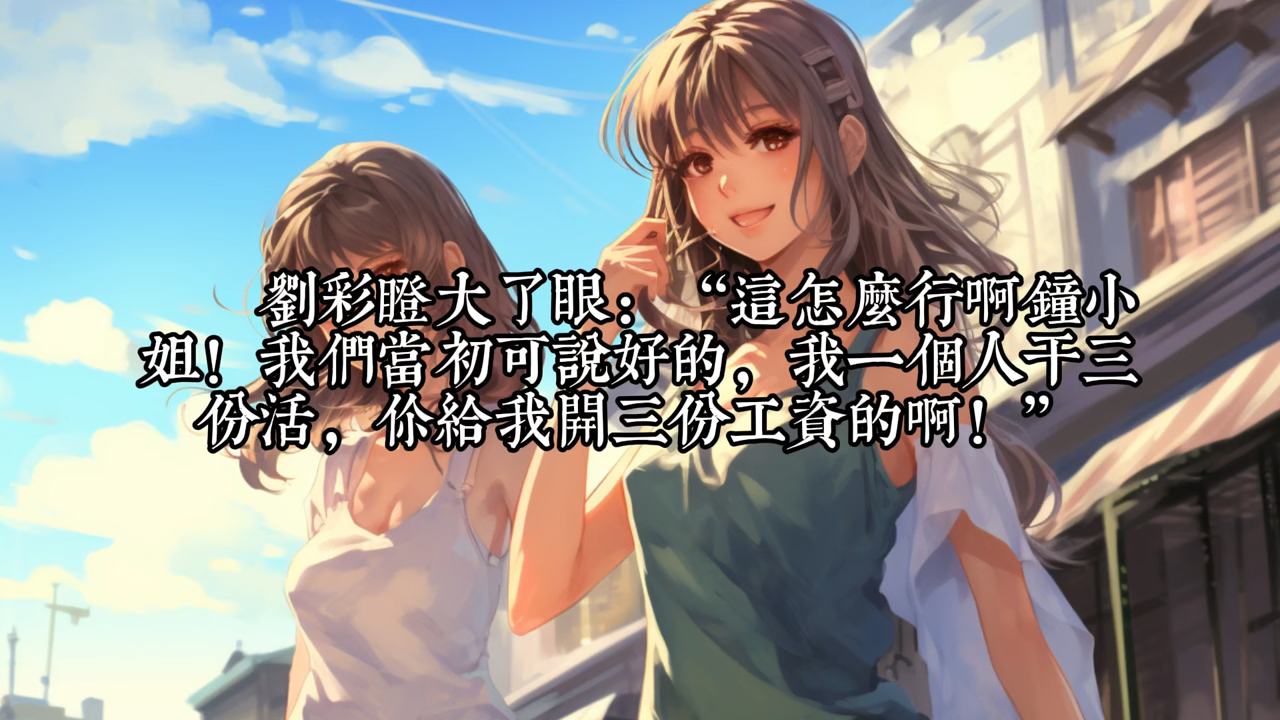 劉彩瞪大了眼：“這怎麼行啊鐘小
姐！我們當初可說好的，我一個人干三
份活，你給我開三份工資的啊！”